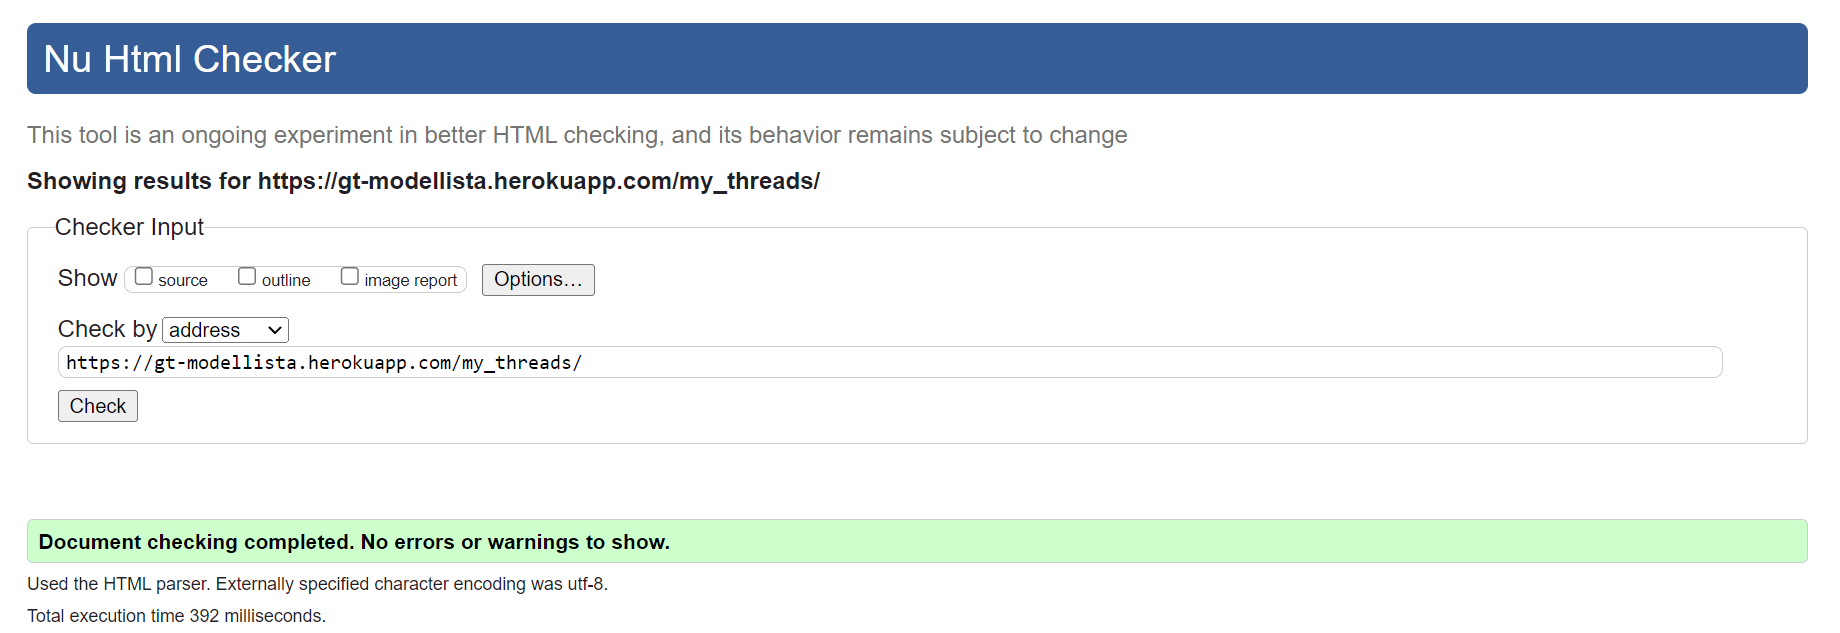 Nu Html Checker
This tool is an ongoing experiment in better HTML checking, and its behavior remains subject to change
Showing results for https://gt-modellista.herokuapp.com/my_threads/
Checker Input
Show source outline image report Options...
Check by address
https://gt-modellista.herokuapp.com/my_threads/
Check
Document checking completed. No errors or warnings to show.
Used the HTML parser. Externally specified character encoding was utf-8.
Total execution time 392 milliseconds.